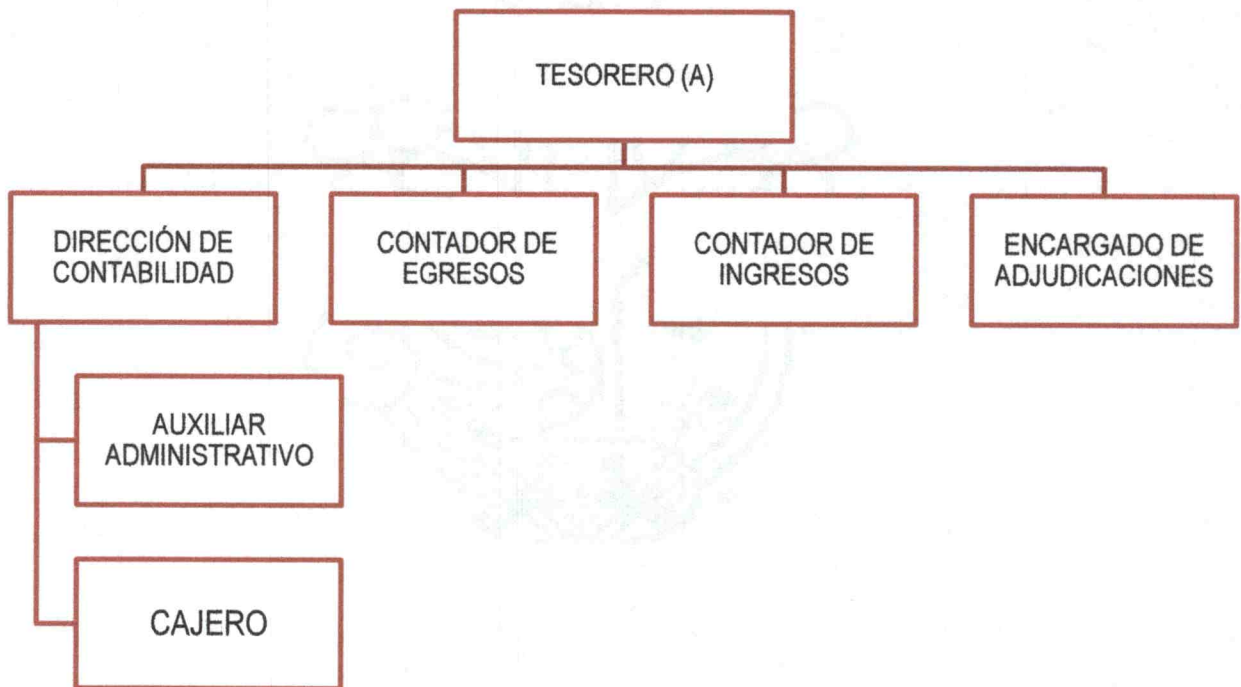 TESORERO (A)
DIRECCIÓN DE
CONTABILIDAD
CONTADOR DE
EGRESOS
CONTADOR DE
INGRESOS
ENCARGADO DE
ADJUDICACIONES
AUXILIAR
ADMINISTRATIVO
CAJERO